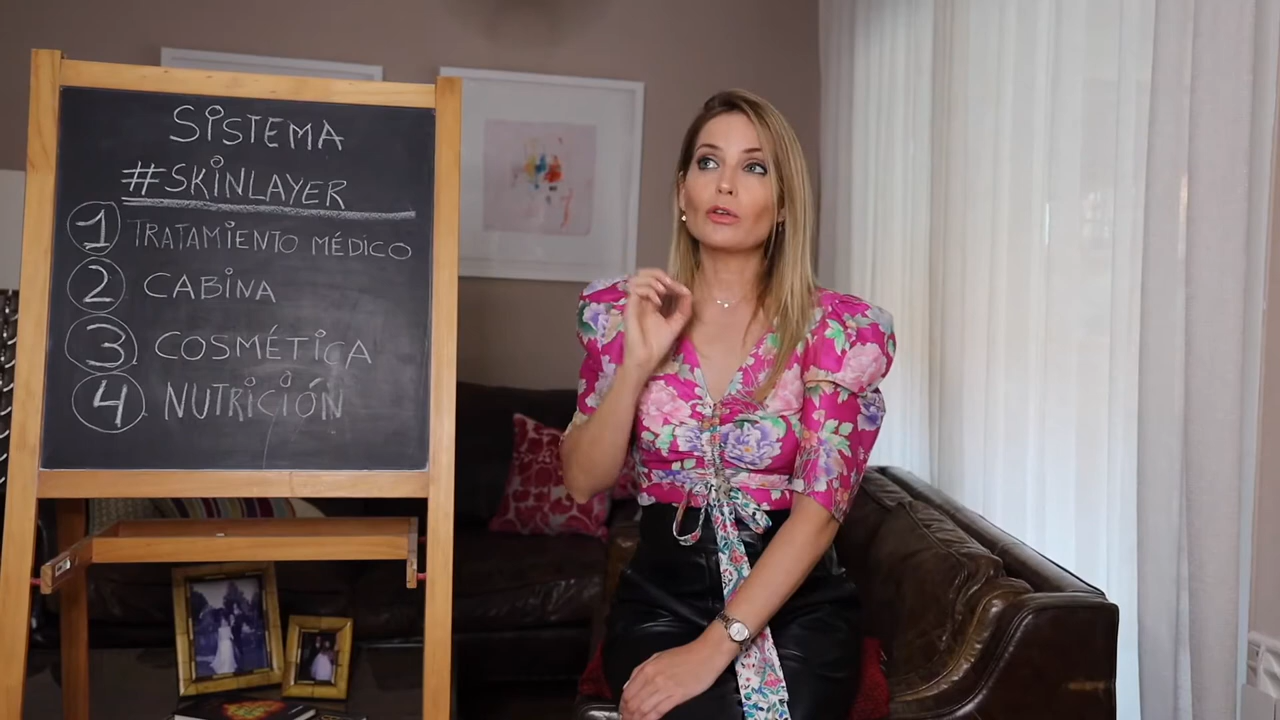 SISTEMA
#SKINLAYER
1 TRATAMIENTO MÉDICO
2 CABINA
3 COSMÉTICA
4 NUTRICIÓN